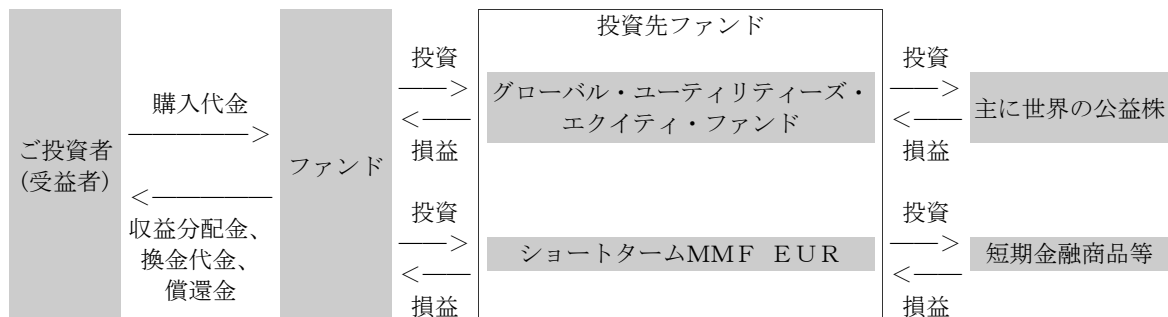 ご投資者
(受益者)
購入代金
収益分配金、
換金代金、
償還金
ファンド
投資
損益
投資
損益
投資先ファンド
グローバル・ユーティリティーズ・
エクイティ・ファンド
ショートタームMMF EUR
投資
損益
投資
損益
主に世界の公益株
短期金融商品等